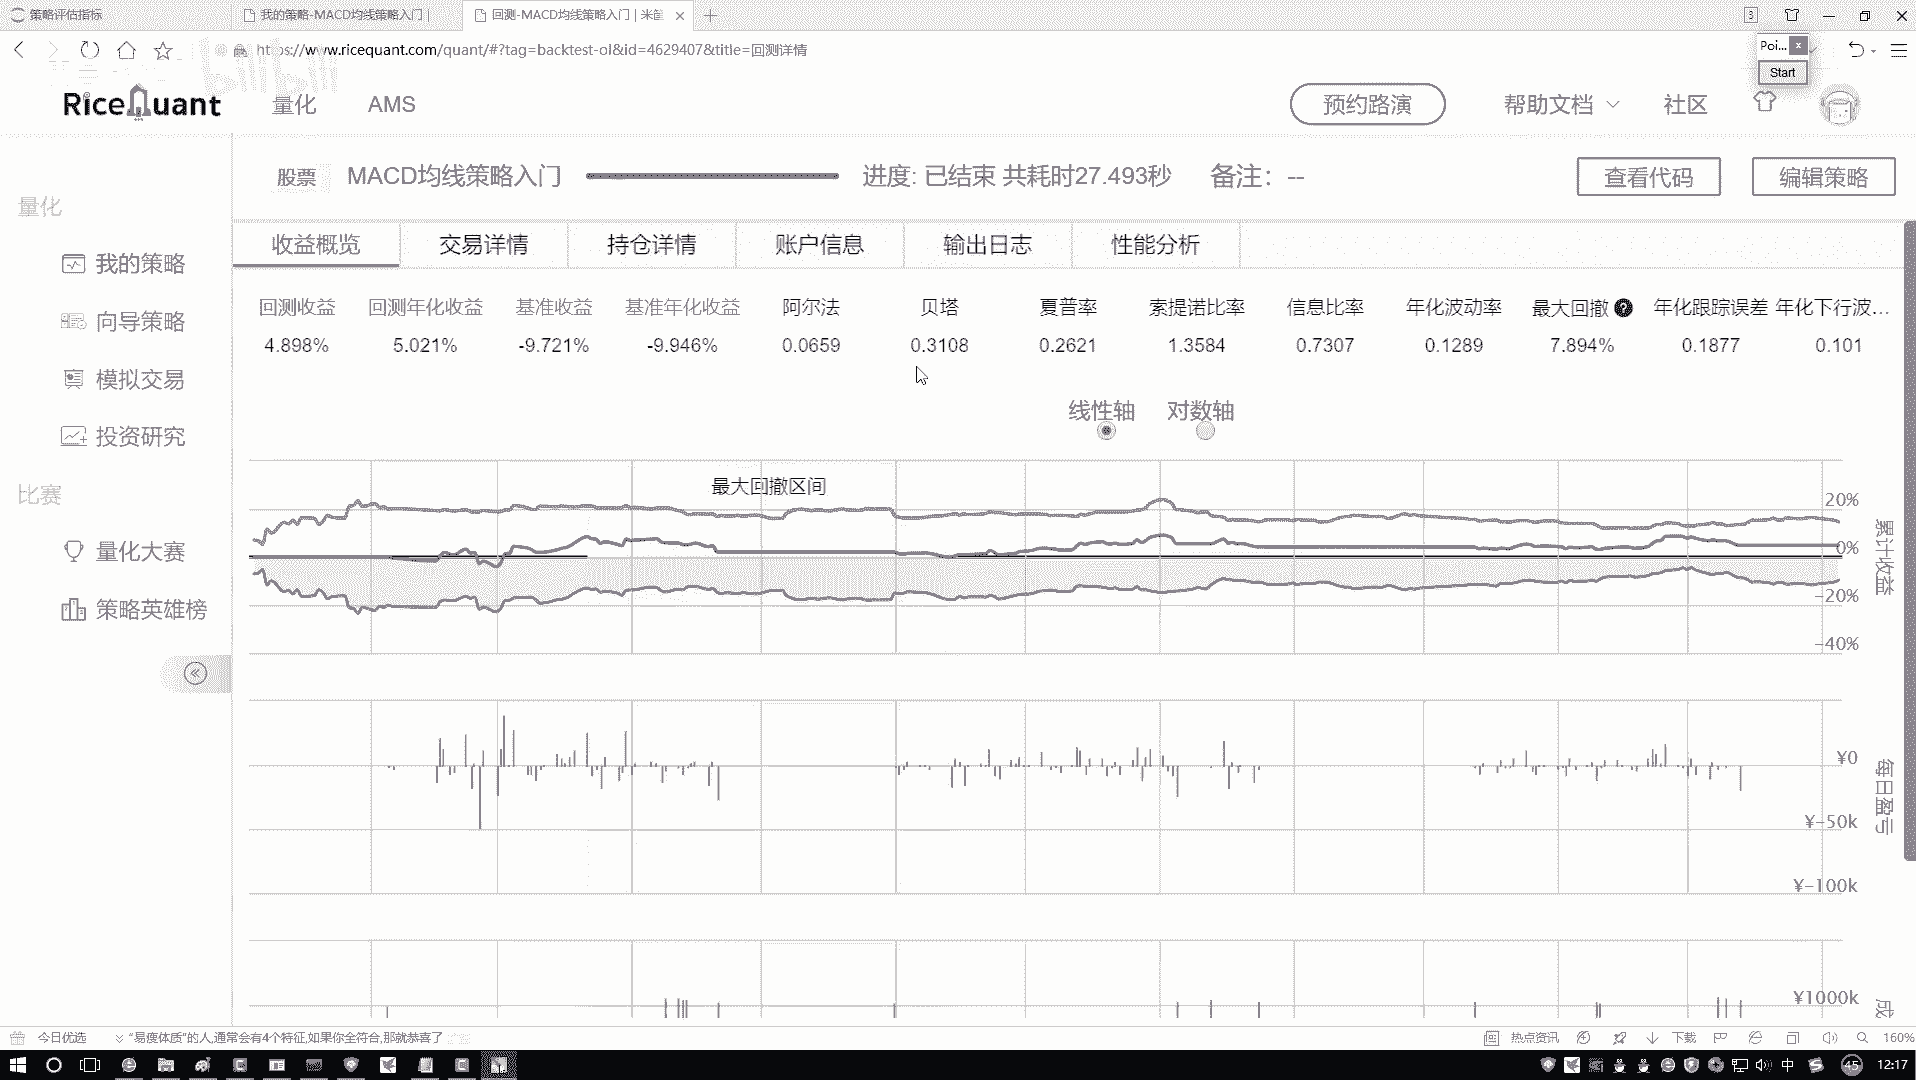 策略评估指标
我的策略-MACD均线策略入门 |
回测-MACD均线策略入门 | 米筐
3
https://www.ricequant.com/quant/#?tag=backtest-ol&id=4629407&title=回测详情
Poi...
Start
bilibili
RiceQuant
量化
AMS
预约路演
帮助文档
社区
股票
MACD均线策略入门
进度: 已结束 共耗时27.493秒
备注：--
查看代码
编辑策略
量化
我的策略
向导策略
模拟交易
投资研究
比赛
量化大赛
策略英雄榜
收益概览
交易详情
持仓详情
账户信息
输出日志
性能分析
回测收益 回测年化收益 基准收益 基准年化收益 阿尔法 贝塔 夏普率 索提诺比率 信息比率 年化波动率 最大回撤 年化跟踪误差 年化下行波...
4.898% 5.021% -9.721% -9.946% 0.0659 0.3108 0.2621 1.3584 0.7307 0.1289 7.894% 0.1877 0.101
线性轴
对数轴
最大回撤区间
20%
0%
-20%
-40%
累计收益
¥0
¥-50k
¥-100k
每日盈亏
¥1000k
成
今日优选
“易瘦体质”的人,通常会有4个特征,如果你全符合,那就恭喜了
热点资讯
下载
160%
中
45
12:17